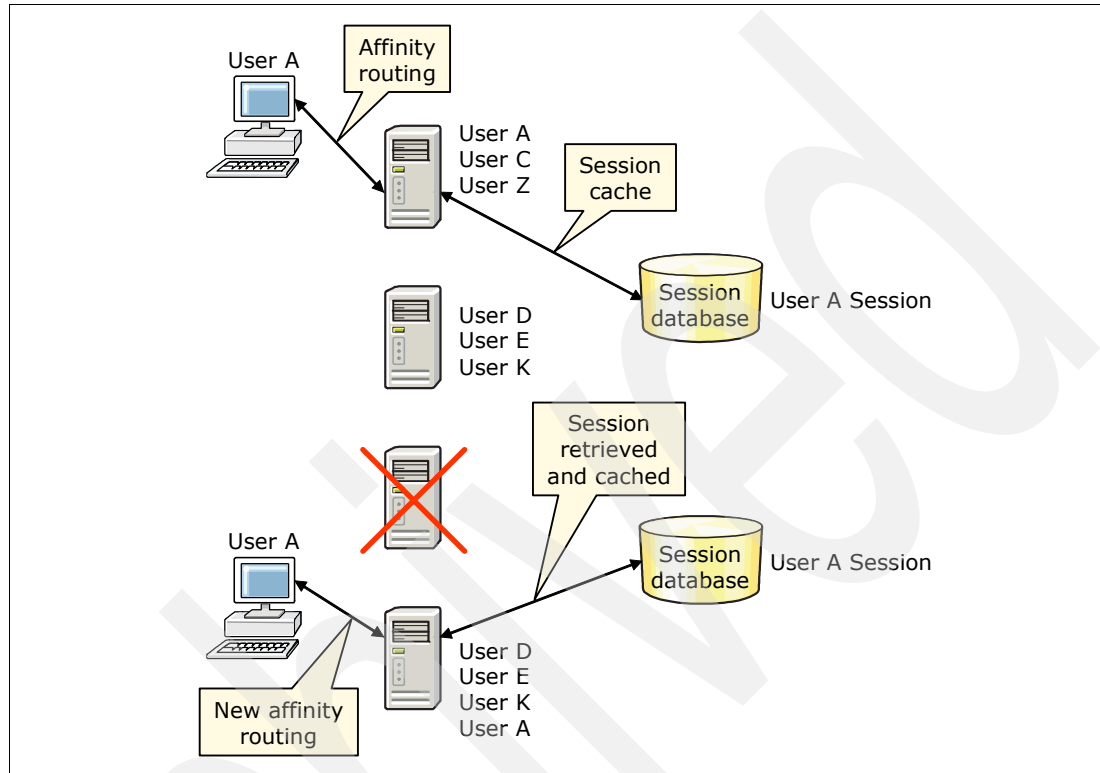 User A
Affinity
routing
User A
User C
User Z
Session
cache
Session
database
User A Session
User D
User E
User K
Session
retrieved
and cached
User A
Session
database
User A Session
New affinity
routing
User D
User E
User K
User A